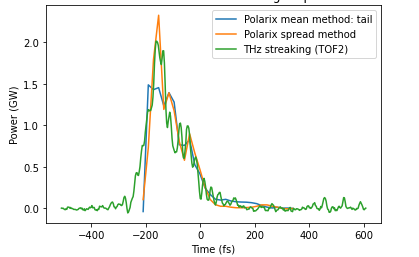 Polarix mean method: tail
Polarix spread method
THz streaking (TOF2)
Power (GW)
2.0
1.5
1.0
0.5
0.0
−400
−200
0
200
400
600
Time (fs)